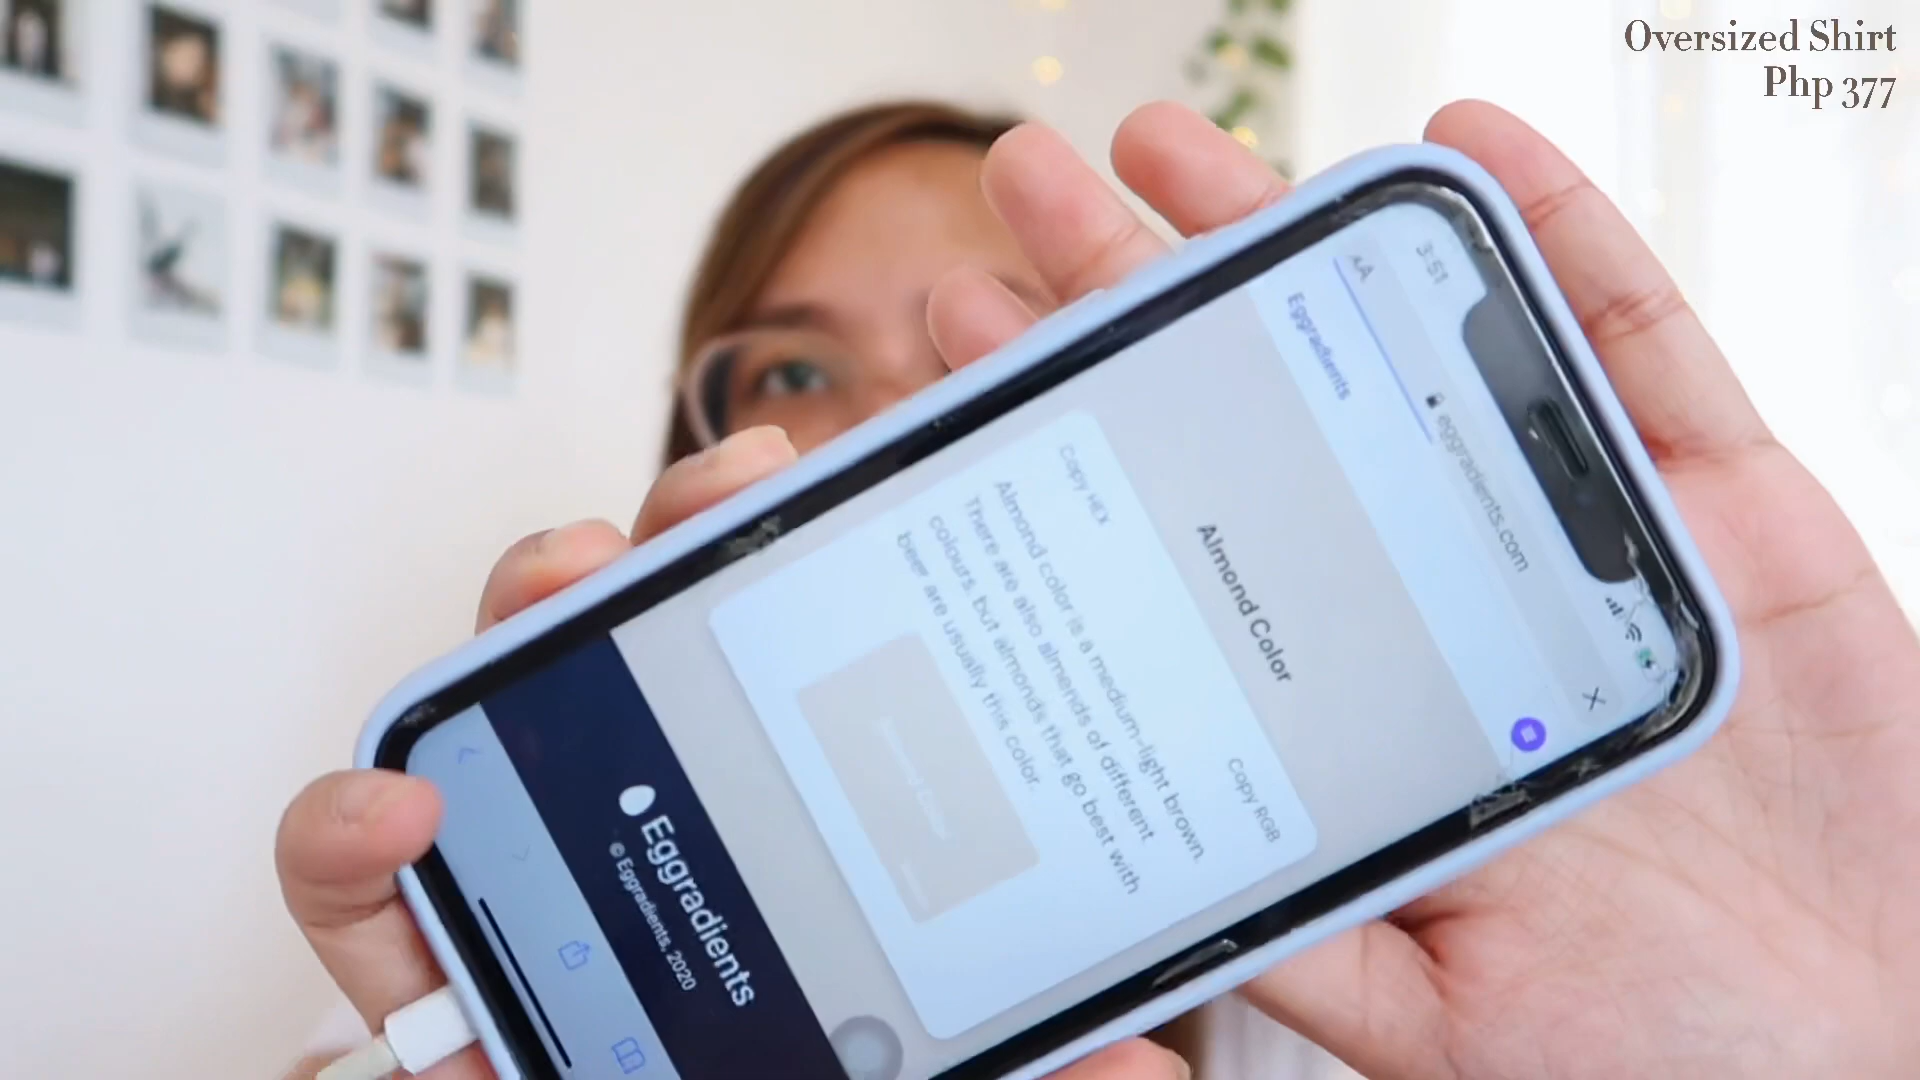 Oversized Shirt
Php 377
3:51
AA
eggradients.com
Eggradients
Almond Color
Copy HEX
Copy RGB
Almond color is a medium-light brown.
There are also almonds of different
colours, but almonds that go best with
beer are usually this color.
Eggradients
© Eggradients, 2020